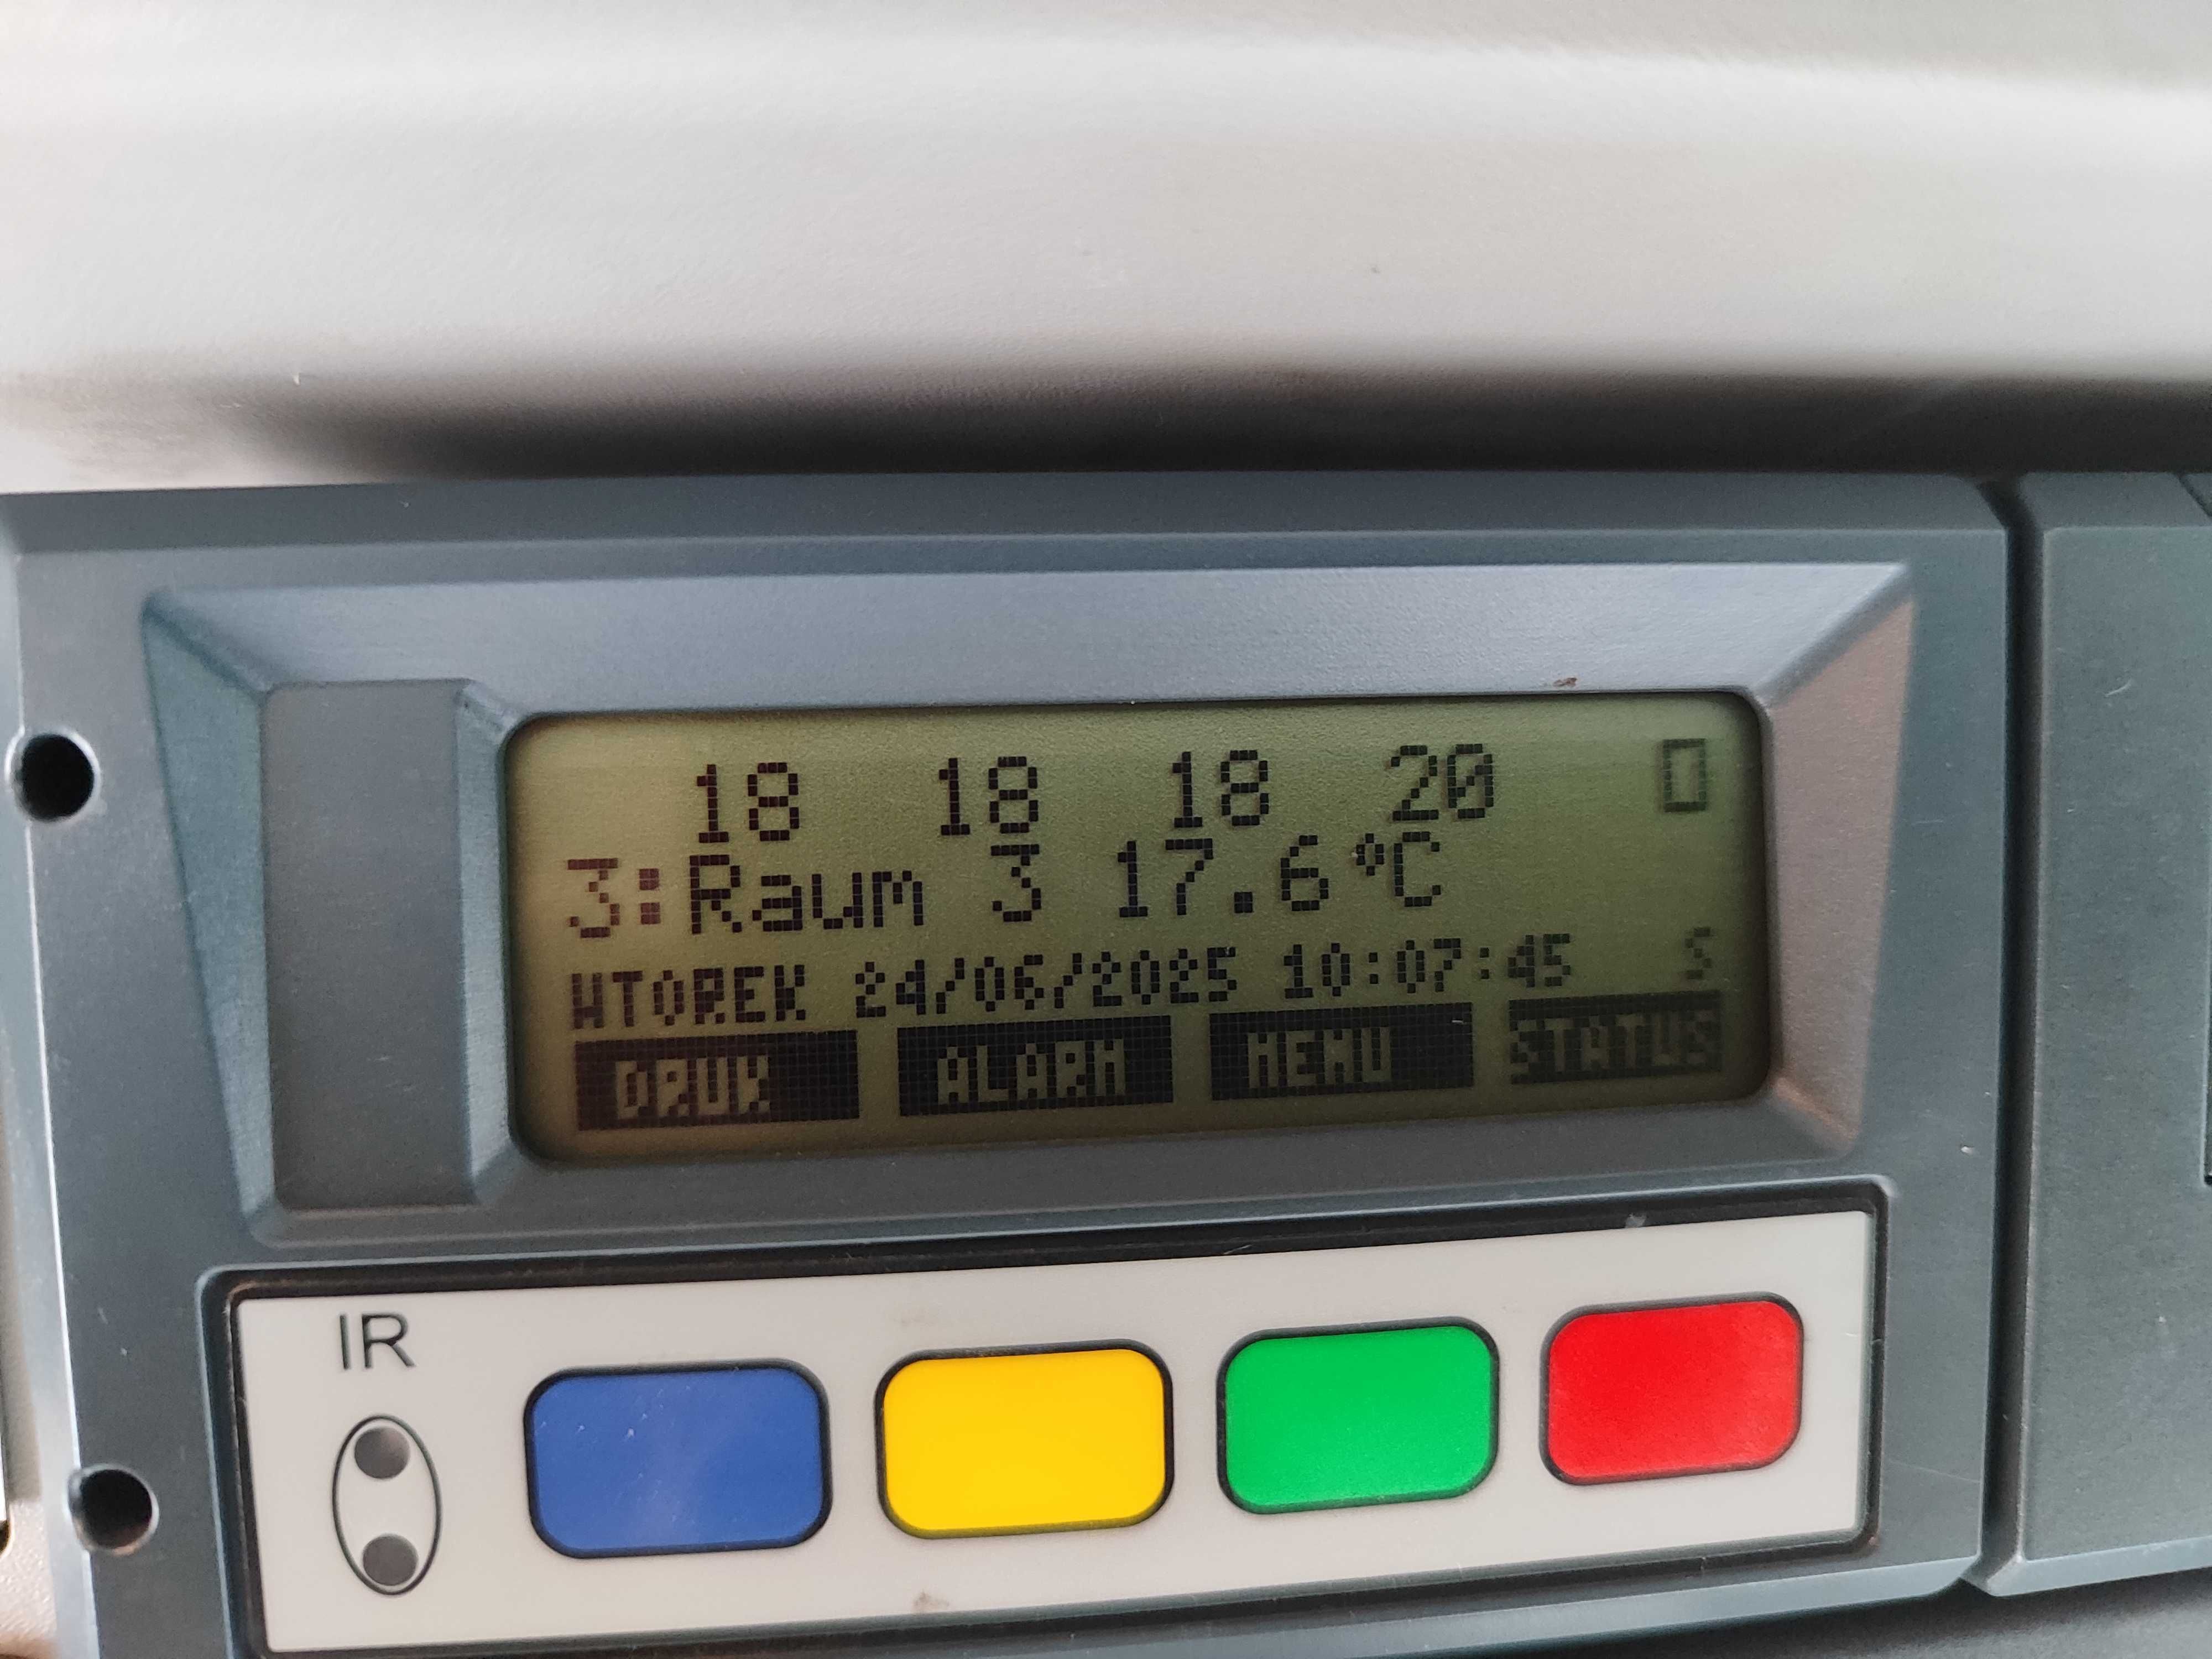 18 18 18 20
3:Raum 3 17.6°C
WTOREK 24/06/2025 10:07:45 S
DRUK ALARM MENU STATUS
IR